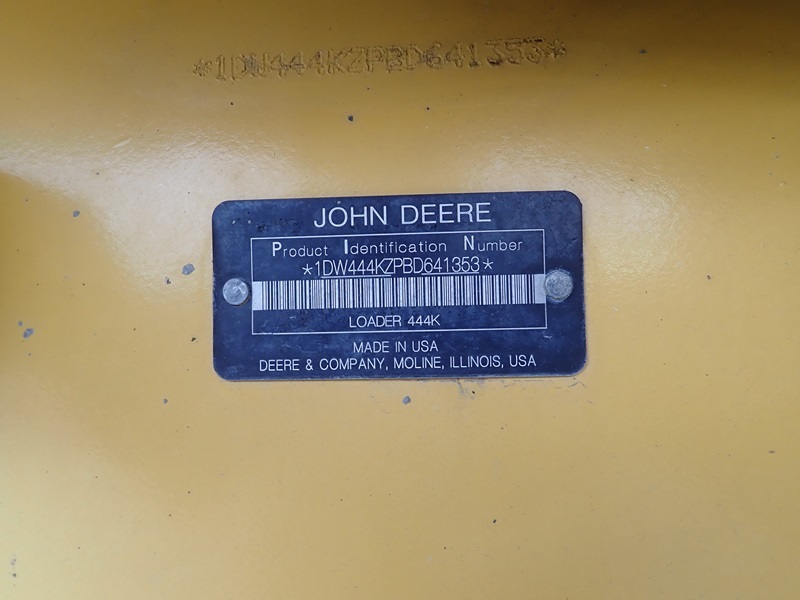 *1DW444KZPBD641353*
JOHN DEERE
Product Identification Number
*1DW444KZPBD641353*
LOADER 444K
MADE IN USA
DEERE & COMPANY, MOLINE, ILLINOIS, USA